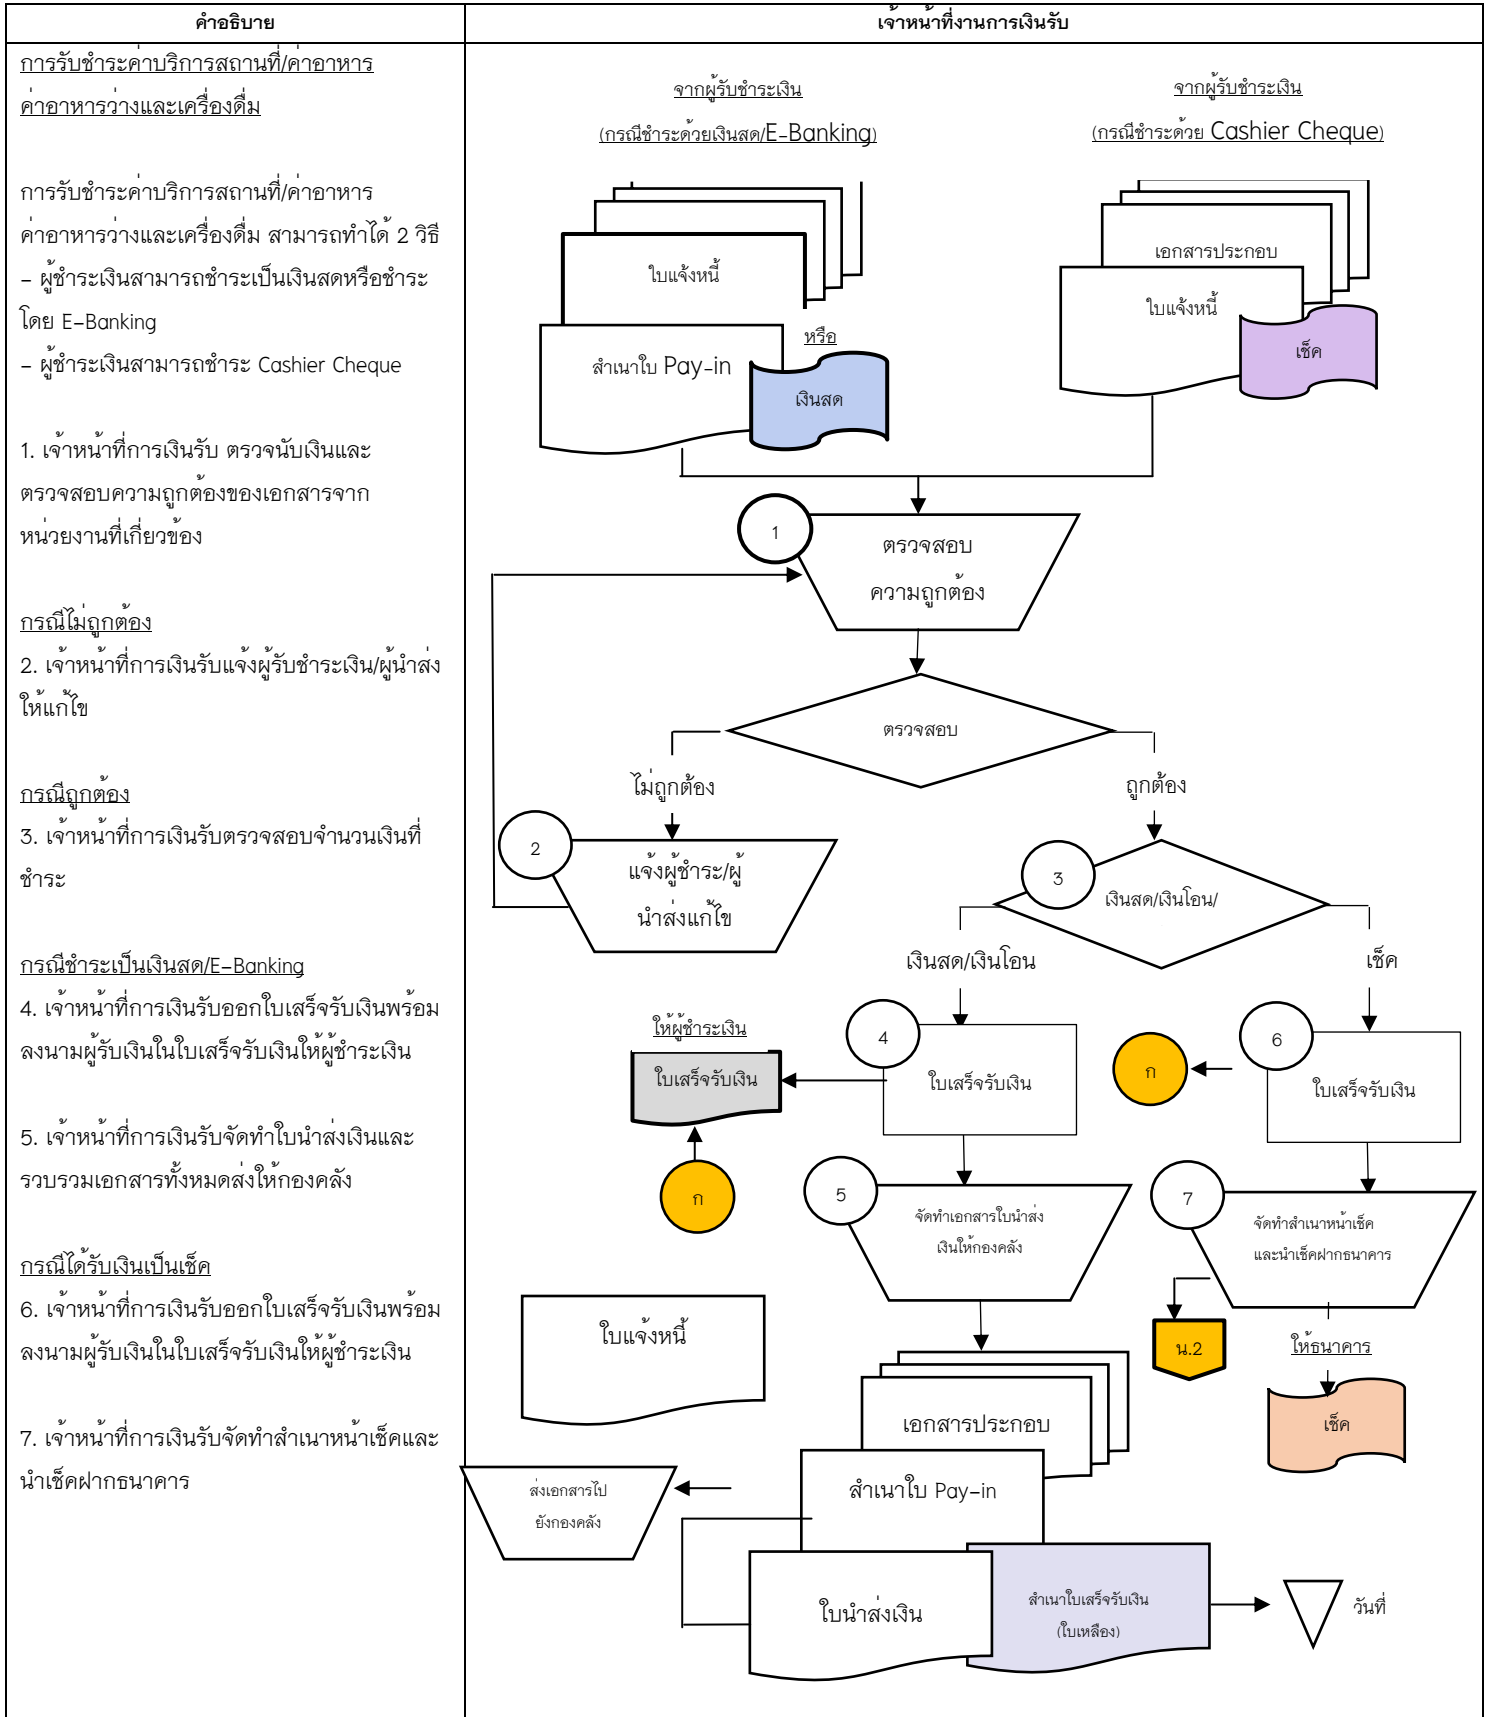 คำอธิบาย
เจ้าหน้าที่งานการเงินรับ
การรับชำระค่าบริการสถานที่/ค่าอาหาร
ค่าอาหารว่างและเครื่องดื่ม
การรับชำระค่าบริการสถานที่/ค่าอาหาร
ค่าอาหารว่างและเครื่องดื่ม สามารถทำได้ 2 วิธี
- ผู้ชำระเงินสามารถชำระเป็นเงินสดหรือชำระ
โดย E-Banking
- ผู้ชำระเงินสามารถชำระ Cashier Cheque
1. เจ้าหน้าที่การเงินรับ ตรวจนับเงินและ
ตรวจสอบความถูกต้องของเอกสารจาก
หน่วยงานที่เกี่ยวข้อง
กรณีไม่ถูกต้อง
2. เจ้าหน้าที่การเงินรับแจ้งผู้รับชำระเงิน/ผู้นำส่ง
ให้แก้ไข
กรณีถูกต้อง
3. เจ้าหน้าที่การเงินรับตรวจสอบจำนวนเงินที่
ชำระ
กรณีชำระเป็นเงินสด/E-Banking
4. เจ้าหน้าที่การเงินรับออกใบเสร็จรับเงินพร้อม
ลงนามผู้รับเงินในใบเสร็จรับเงินให้ผู้ชำระเงิน
5. เจ้าหน้าที่การเงินรับจัดทำใบนำส่งเงินและ
รวบรวมเอกสารทั้งหมดส่งให้กองคลัง
กรณีได้รับเงินเป็นเช็ค
6. เจ้าหน้าที่การเงินรับออกใบเสร็จรับเงินพร้อม
ลงนามผู้รับเงินในใบเสร็จรับเงินให้ผู้ชำระเงิน
7. เจ้าหน้าที่การเงินรับจัดทำสำเนาหน้าเช็คและ
นำเช็คฝากธนาคาร
จากผู้รับชำระเงิน
(กรณีชำระด้วยเงินสด/E-Banking)
จากผู้รับชำระเงิน
(กรณีชำระด้วย Cashier Cheque)
ใบแจ้งหนี้
หรือ
สำเนาใบ Pay-in
เงินสด
เอกสารประกอบ
ใบแจ้งหนี้
เช็ค
1
ตรวจสอบ
ความถูกต้อง
ตรวจสอบ
ไม่ถูกต้อง
ถูกต้อง
2
แจ้งผู้ชำระ/ผู้
นำส่งแก้ไข
3
เงินสด/เงินโอน/
เงินสด/เงินโอน
เช็ค
ให้ผู้ชำระเงิน
ใบเสร็จรับเงิน
4
ใบเสร็จรับเงิน
ก
6
ใบเสร็จรับเงิน
ก
5
จัดทำเอกสารใบนำส่ง
เงินให้กองคลัง
7
จัดทำสำเนาหน้าเช็ค
และนำเช็คฝากธนาคาร
ใบแจ้งหนี้
น.2
ให้ธนาคาร
เช็ค
เอกสารประกอบ
สำเนาใบ Pay-in
ส่งเอกสารไป
ยังกองคลัง
ใบนำส่งเงิน
สำเนาใบเสร็จรับเงิน
(ใบเหลือง)
วันที่